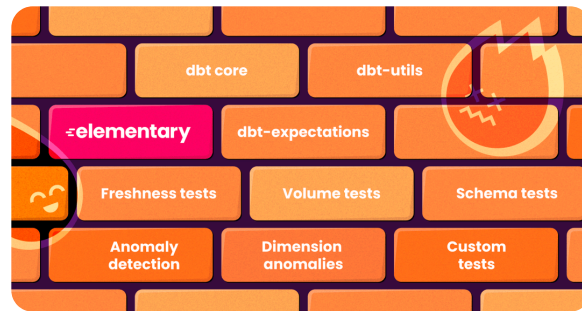 dbt core
dbt-utils
elementary
dbt-expectations
Freshness tests
Volume tests
Schema tests
Anomaly
detection
Dimension
anomalies
Custom
tests